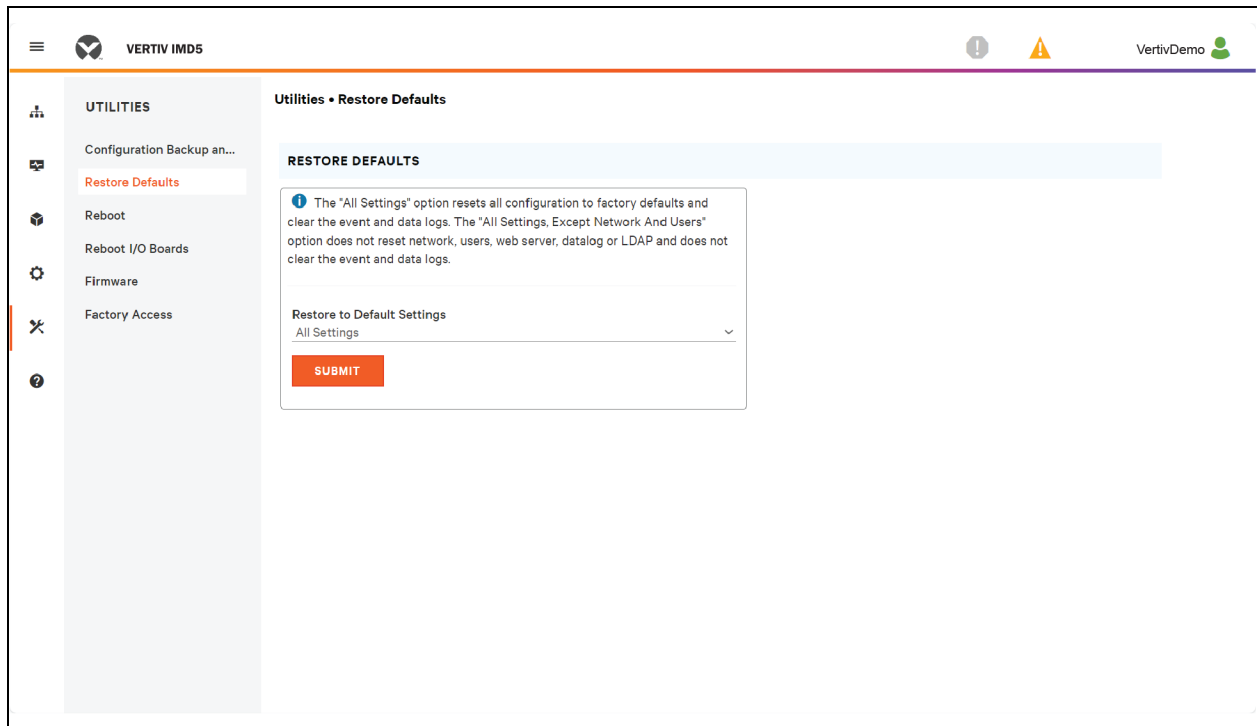 VERTIV IMD5
VertivDemo
UTILITIES
Configuration Backup an...
Restore Defaults
Reboot
Reboot I/O Boards
Firmware
Factory Access
Utilities • Restore Defaults
RESTORE DEFAULTS
The "All Settings" option resets all configuration to factory defaults and
clear the event and data logs. The "All Settings, Except Network And Users"
option does not reset network, users, web server, datalog or LDAP and does not
clear the event and data logs.
Restore to Default Settings
All Settings
SUBMIT